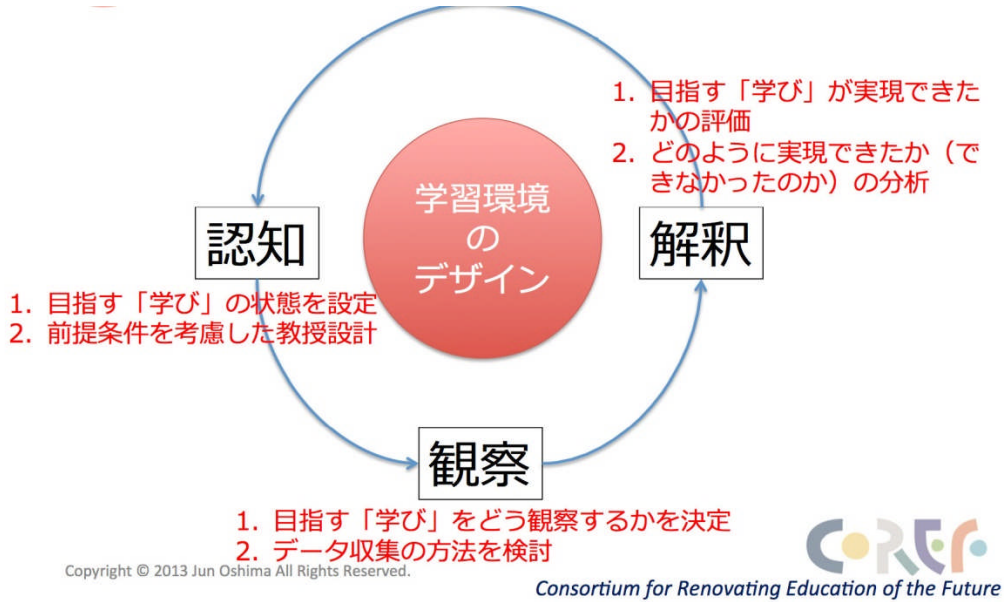 1. 目指す「学び」が実現できた
かの評価
2. どのように実現できたか（で
きなかったのか）の分析
学習環境
の
デザイン
認知
解釈
1. 目指す「学び」の状態を設定
2. 前提条件を考慮した教授設計
観察
1. 目指す「学び」をどう観察するかを決定
2. データ収集の方法を検討
Copyright © 2013 Jun Oshima All Rights Reserved.
CoREF
Consortium for Renovating Education of the Future